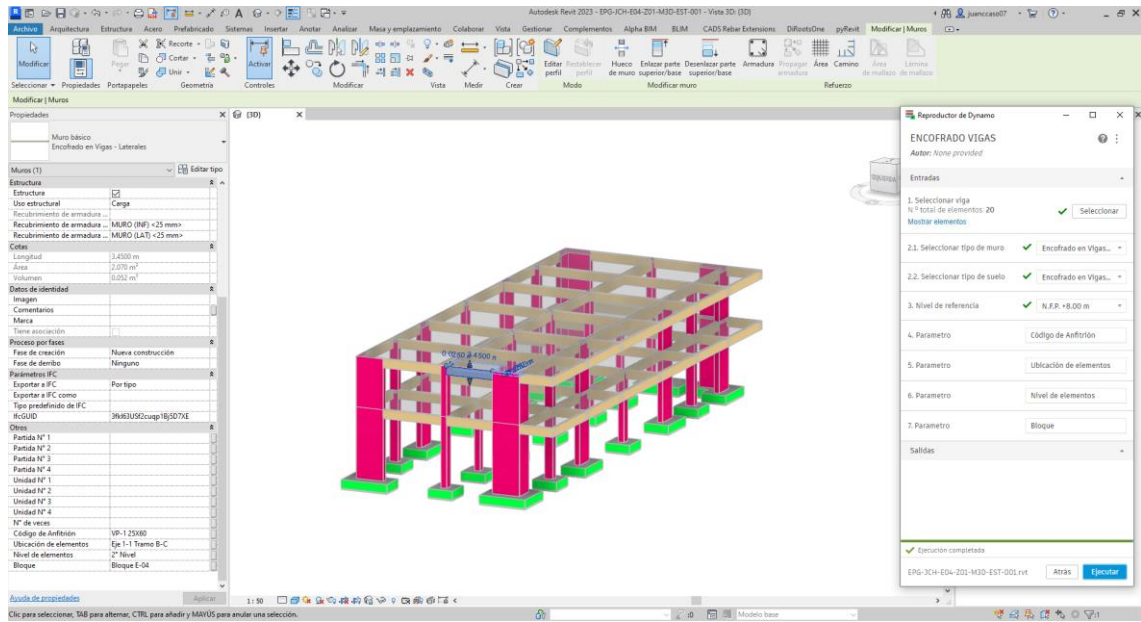 Autodesk Revit 2023 - EPG-JCH-E04-Z01-M3D-EST-001 - Vista 3D: {3D}
juanccaso07
Archivo Arquitectura Estructura Acero Prefabricado Sistemas Insertar Anotar Analizar Masa y emplazamiento Colaborar Vista Gestionar Complementos Alpha BIM BLIM CADS Rebar Extensions DiRootsOne pyRevit Modificar | Muros
Modificar
Pegar
Recorte
Cortar
Unir
Activar
Editar perfil
Restablecer perfil
Hueco de muro
Enlazar parte superior/base
Desenlazar parte superior/base
Armadura
Propagar armadura
Área
Camino
Área de mallazo
Lámina de mallazo
Seleccionar Propiedades Portapapeles Geometría Controles Modificar Vista Medir Crear Modo Modificar muro Refuerzo
Modificar | Muros
Propiedades
Muro básico
Encofrado en Vigas - Laterales
Muros (1) Editar tipo
Estructura
Estructura
Uso estructural Carga
Recubrimiento de armadura ...
Recubrimiento de armadura ... MURO (INF) <25 mm>
Recubrimiento de armadura ... MURO (LAT) <25 mm>
Cotas
Longitud 3.4500 m
Área 2.070 m²
Volumen 0.052 m³
Datos de identidad
Imagen
Comentarios
Marca
Tiene asociación
Proceso por fases
Fase de creación Nueva construcción
Fase de derribo Ninguno
Parámetros IFC
Exportar a IFC Por tipo
Exportar a IFC como
Tipo predefinido de IFC
IfcGUID
Otros
Partida N° 1
Partida N° 2
Partida N° 3
Partida N° 4
Unidad N° 1
Unidad N° 2
Unidad N° 3
Unidad N° 4
N° de veces
Código de Anfitrión VP-1 25X60
Ubicación de elementos Eje 1-1 Tramo B-C
Nivel de elementos 2° Nivel
Bloque Bloque E-04
Ayuda de propiedades Aplicar
{3D}
1 : 50
Clic para seleccionar, TAB para alternar, CTRL para añadir y MAYÚS para anular una selección.
:0
Modelo base
:1
Reproductor de Dynamo
ENCOFRADO VIGAS
Autor: None provided
Entradas
1. Seleccionar viga
N.º total de elementos: 20
Seleccionar
Mostrar elementos
2.1. Seleccionar tipo de muro Encofrado en Vigas...
2.2. Seleccionar tipo de suelo Encofrado en Vigas...
3. Nivel de referencia N.F.P. +8.00 m
4. Parametro Código de Anfitrión
5. Parametro Ubicación de elementos
6. Parametro Nivel de elementos
7. Parametro Bloque
Salidas
Ejecución completada
EPG-JCH-E04-Z01-M3D-EST-001.rvt Atrás Ejecutar